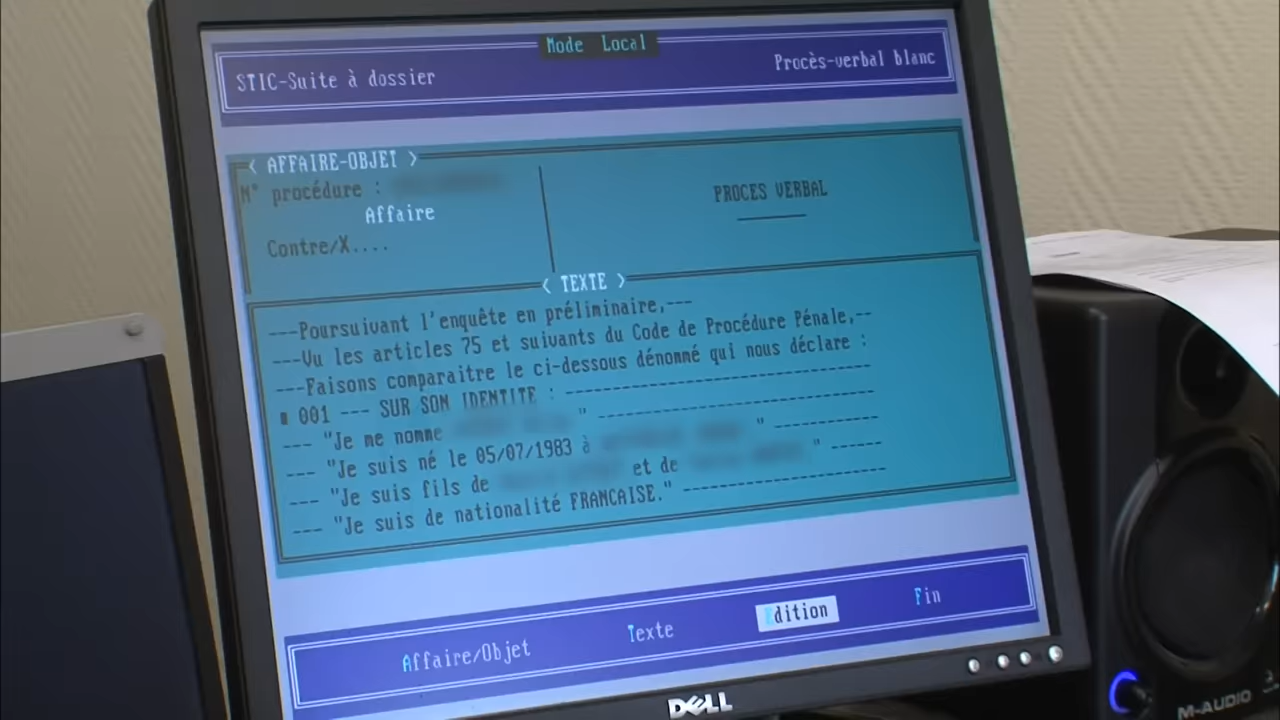 Mode Local
STIC-Suite à dossier
Procès-verbal blanc
< AFFAIRE-OBJET >
N° procédure :
Affaire
Contre/X....
PROCES VERBAL
< TEXTE >
---Poursuivant l'enquête en préliminaire,---
---Vu les articles 75 et suivants du Code de Procédure Pénale,--
---Faisons comparaitre le ci-dessous dénommé qui nous déclare :
001 --- SUR SON IDENTITE : ------------------------------
--- "Je me nomme " ---------------------------
--- "Je suis né le 05/07/1983 à " ----------
--- "Je suis fils de et de " -----
--- "Je suis de nationalité FRANCAISE." --------------------
Affaire/Objet
Texte
Edition
Fin
DELL
M-AUDIO